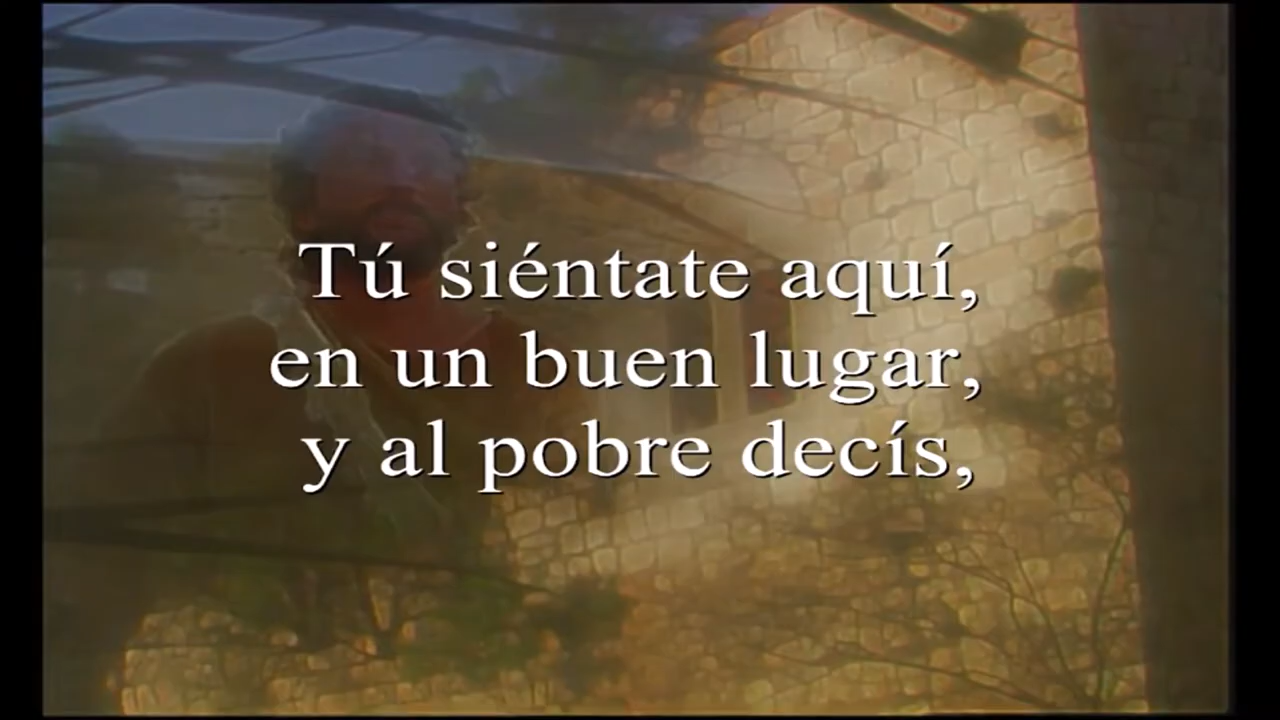 Tú siéntate aquí,
en un buen lugar,
y al pobre decís,